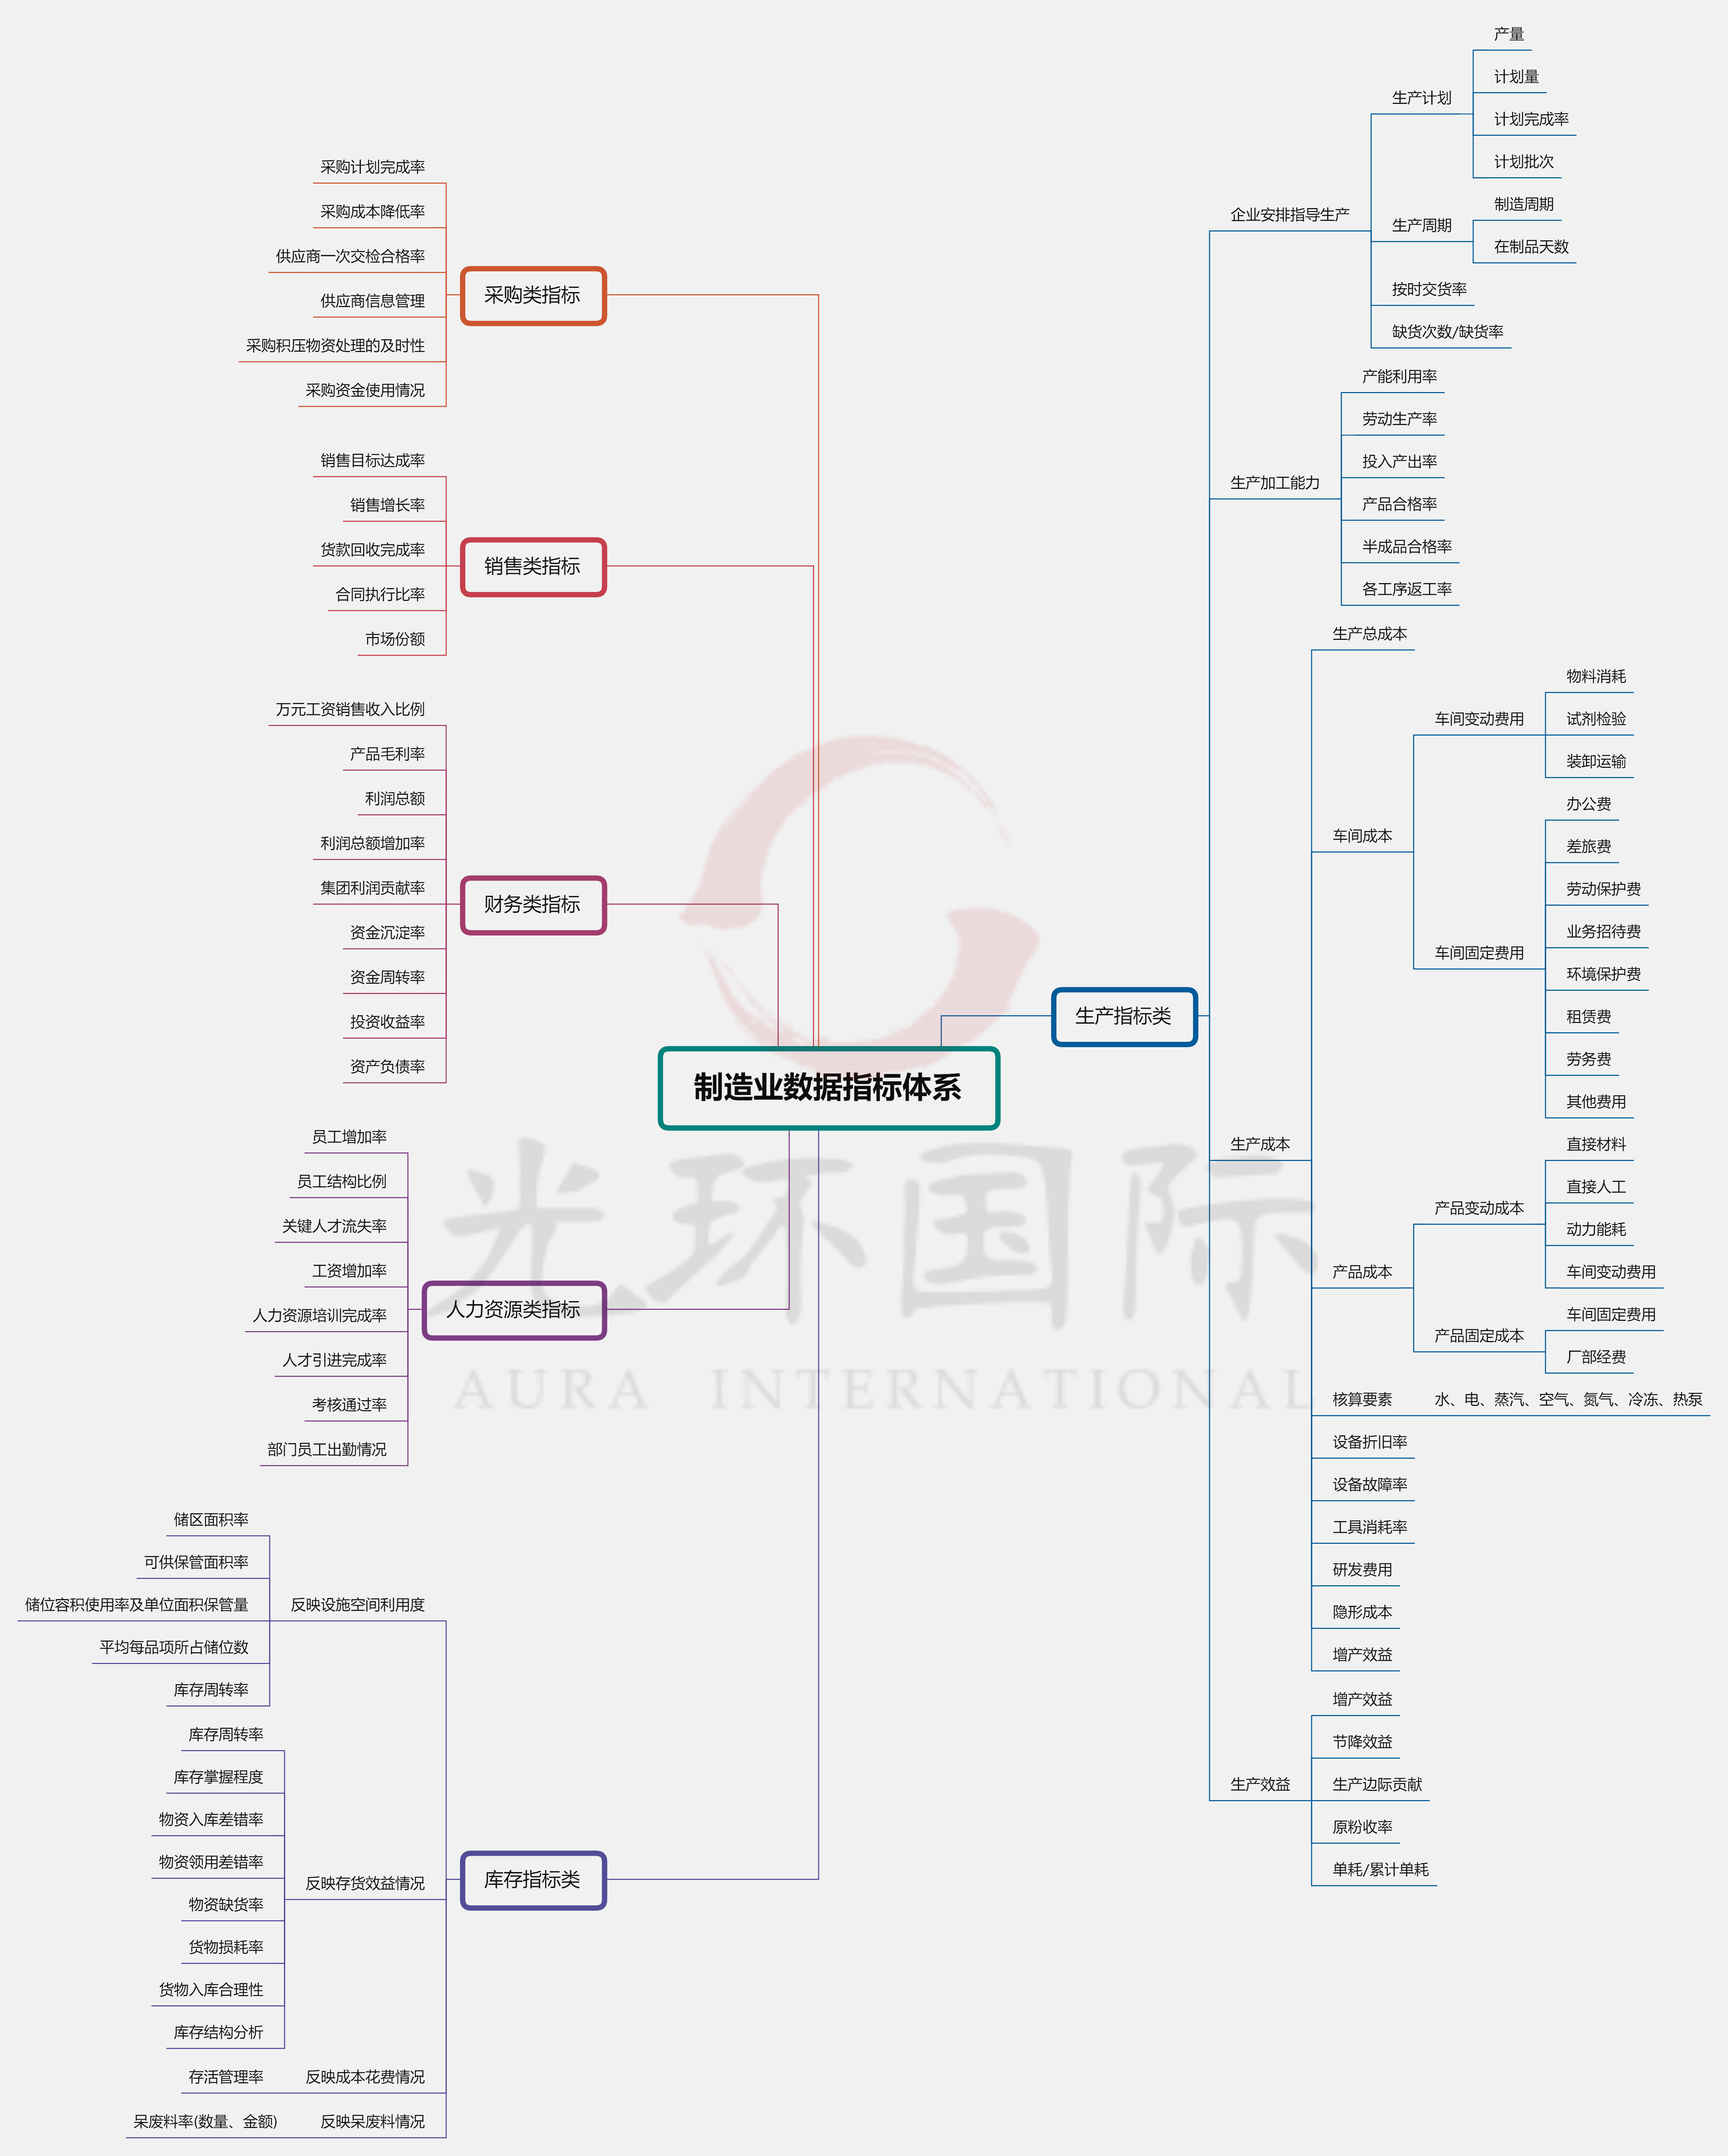 制造业数据指标体系
采购类指标
采购计划完成率
采购成本降低率
供应商一次交检合格率
供应商信息管理
采购积压物资处理的及时性
采购资金使用情况
销售类指标
销售目标达成率
销售增长率
货款回收完成率
合同执行比率
市场份额
财务类指标
万元工资销售收入比例
产品毛利率
利润总额
利润总额增加率
集团利润贡献率
资金沉淀率
资金周转率
投资收益率
资产负债率
人力资源类指标
员工增加率
员工结构比例
关键人才流失率
工资增加率
人力资源培训完成率
人才引进完成率
考核通过率
部门员工出勤情况
库存指标类
反映设施空间利用度
储区面积率
可供保管面积率
储位容积使用率及单位面积保管量
平均每品项所占储位数
库存周转率
反映存货效益情况
库存周转率
库存掌握程度
物资入库差错率
物资领用差错率
物资缺货率
货物损耗率
货物入库合理性
库存结构分析
反映成本花费情况
存活管理率
反映呆废料情况
呆废料率(数量、金额)
生产指标类
企业安排指导生产
生产计划
产量
计划量
计划完成率
计划批次
生产周期
制造周期
在制品天数
按时交货率
缺货次数/缺货率
生产加工能力
产能利用率
劳动生产率
投入产出率
产品合格率
半成品合格率
各工序返工率
生产成本
生产总成本
车间成本
车间变动费用
物料消耗
试剂检验
装卸运输
车间固定费用
办公费
差旅费
劳动保护费
业务招待费
环境保护费
租赁费
劳务费
其他费用
产品成本
产品变动成本
直接材料
直接人工
动力能耗
车间变动费用
产品固定成本
车间固定费用
厂部经费
核算要素
水、电、蒸汽、空气、氮气、冷冻、热泵
设备折旧率
设备故障率
工具消耗率
研发费用
隐形成本
增产效益
生产效益
增产效益
节降效益
生产边际贡献
原粉收率
单耗/累计单耗
光环国际
AURA INTERNATIONAL